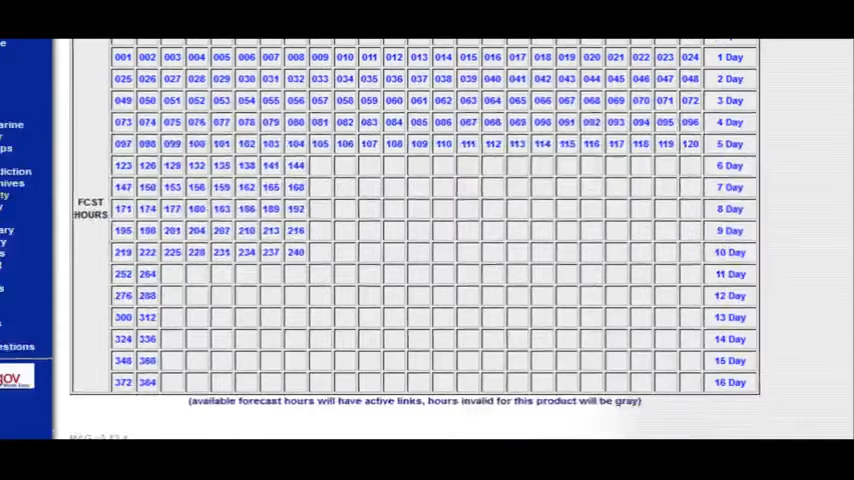 e
001 002 003 004 005 006 007 008 009 010 011 012 013 014 015 016 017 018 019 020 021 022 023 024 1 Day
025 026 027 028 029 030 031 032 033 034 035 036 037 038 039 040 041 042 043 044 045 046 047 048 2 Day
049 050 051 052 053 054 055 056 057 058 059 060 061 062 063 064 065 066 067 068 069 070 071 072 3 Day
arine
073 074 075 076 077 078 079 080 081 082 083 084 085 086 087 088 089 090 091 092 093 094 095 096 4 Day
r
ps
097 098 099 100 101 102 103 104 105 106 107 108 109 110 111 112 113 114 115 116 117 118 119 120 5 Day
123 126 129 132 135 138 141 144 6 Day
diction
hives
147 150 153 156 159 162 165 168 7 Day
ty
FCST
HOURS
y
171 174 177 180 183 186 189 192 8 Day
ary
195 198 201 204 207 210 213 216 9 Day
y
s
219 222 225 228 231 234 237 240 10 Day
252 264 11 Day
s
276 288 12 Day
300 312 13 Day
324 336 14 Day
estions
348 360 15 Day
gov
372 384 16 Day
(available forecast hours will have active links, hours invalid for this product will be gray)